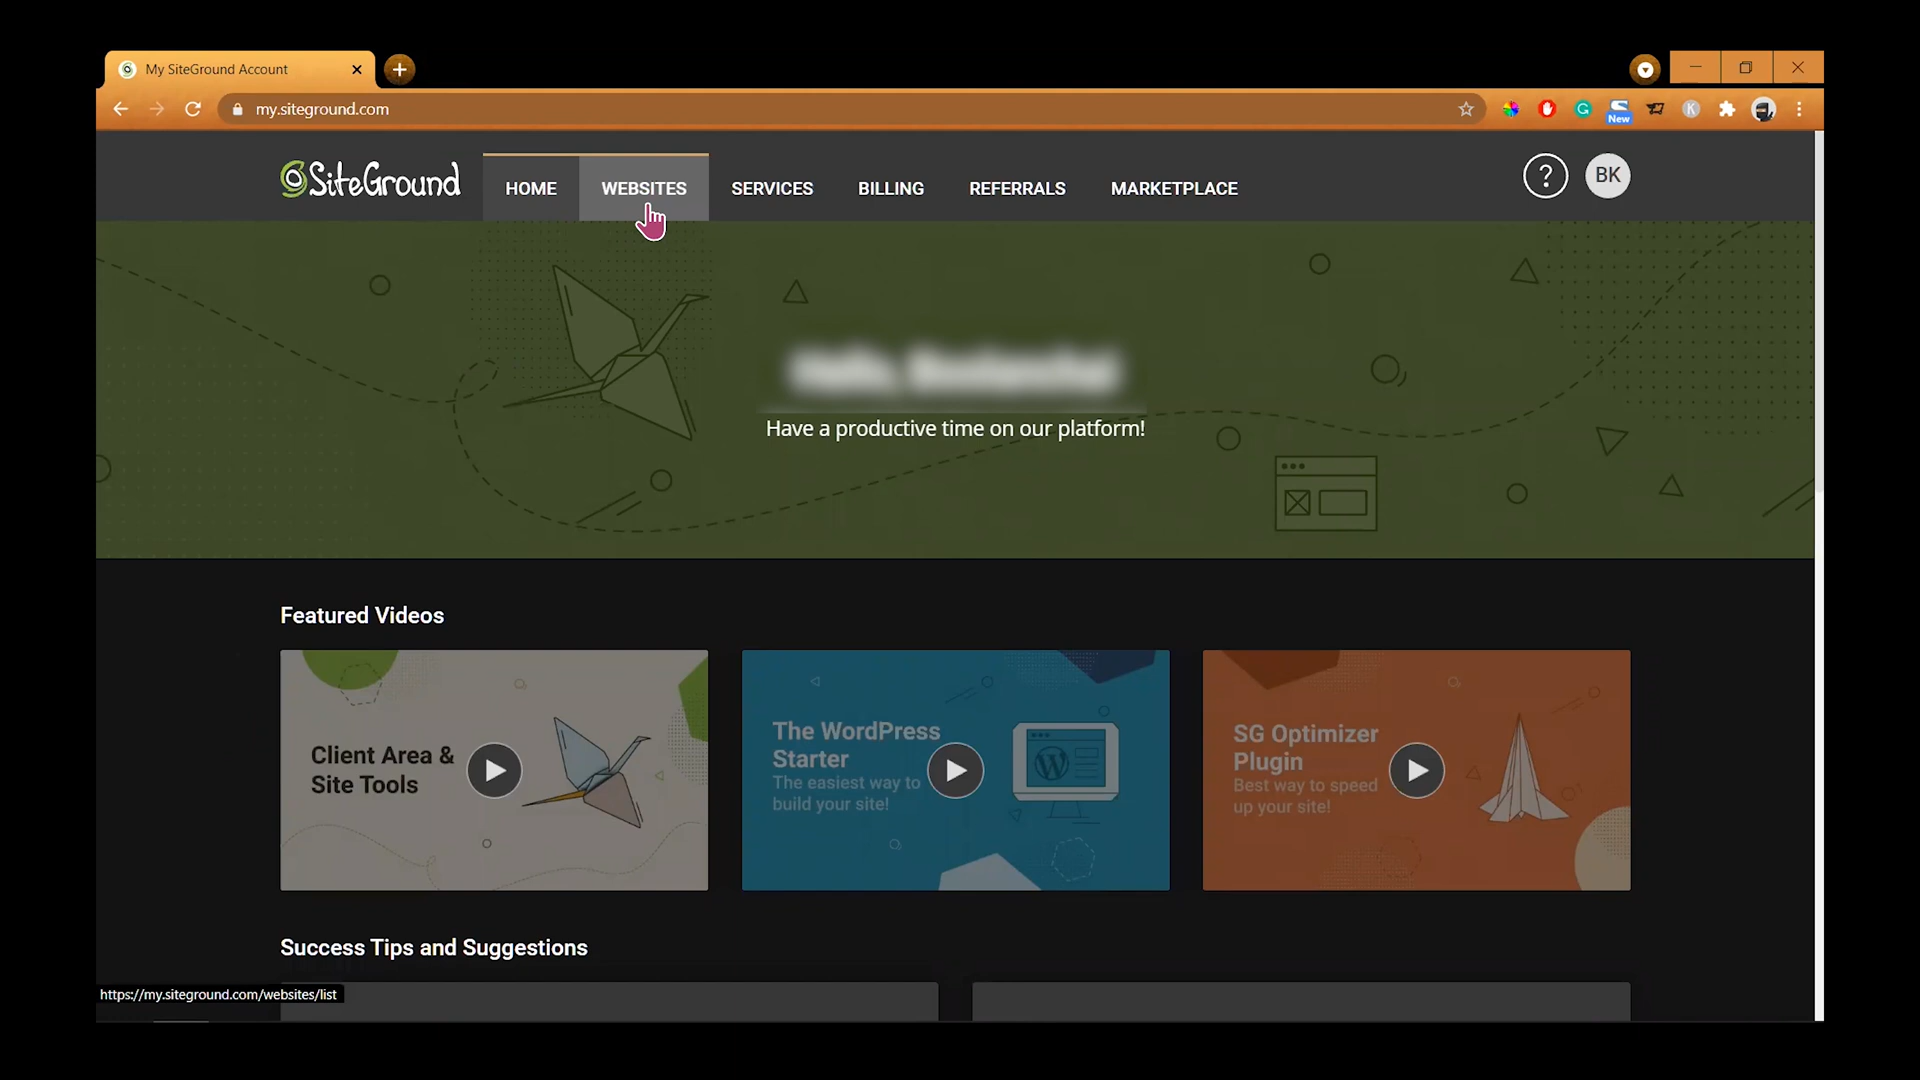 My SiteGround Account
my.siteground.com
New
K
SiteGround
HOME
WEBSITES
SERVICES
BILLING
REFERRALS
MARKETPLACE
?
BK
Have a productive time on our platform!
Featured Videos
Client Area &
Site Tools
The WordPress
Starter
The easiest way to
build your site!
SG Optimizer
Plugin
Best way to speed
up your site!
Success Tips and Suggestions
https://my.siteground.com/websites/list